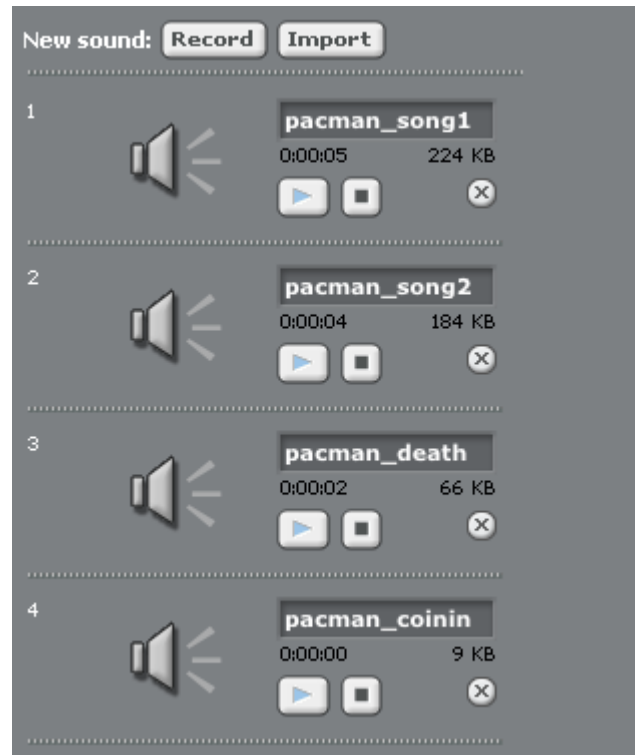 New sound: Record Import
1
pacman_song1
0:00:05 224 KB
2
pacman_song2
0:00:04 184 KB
3
pacman_death
0:00:02 66 KB
4
pacman_coinin
0:00:00 9 KB